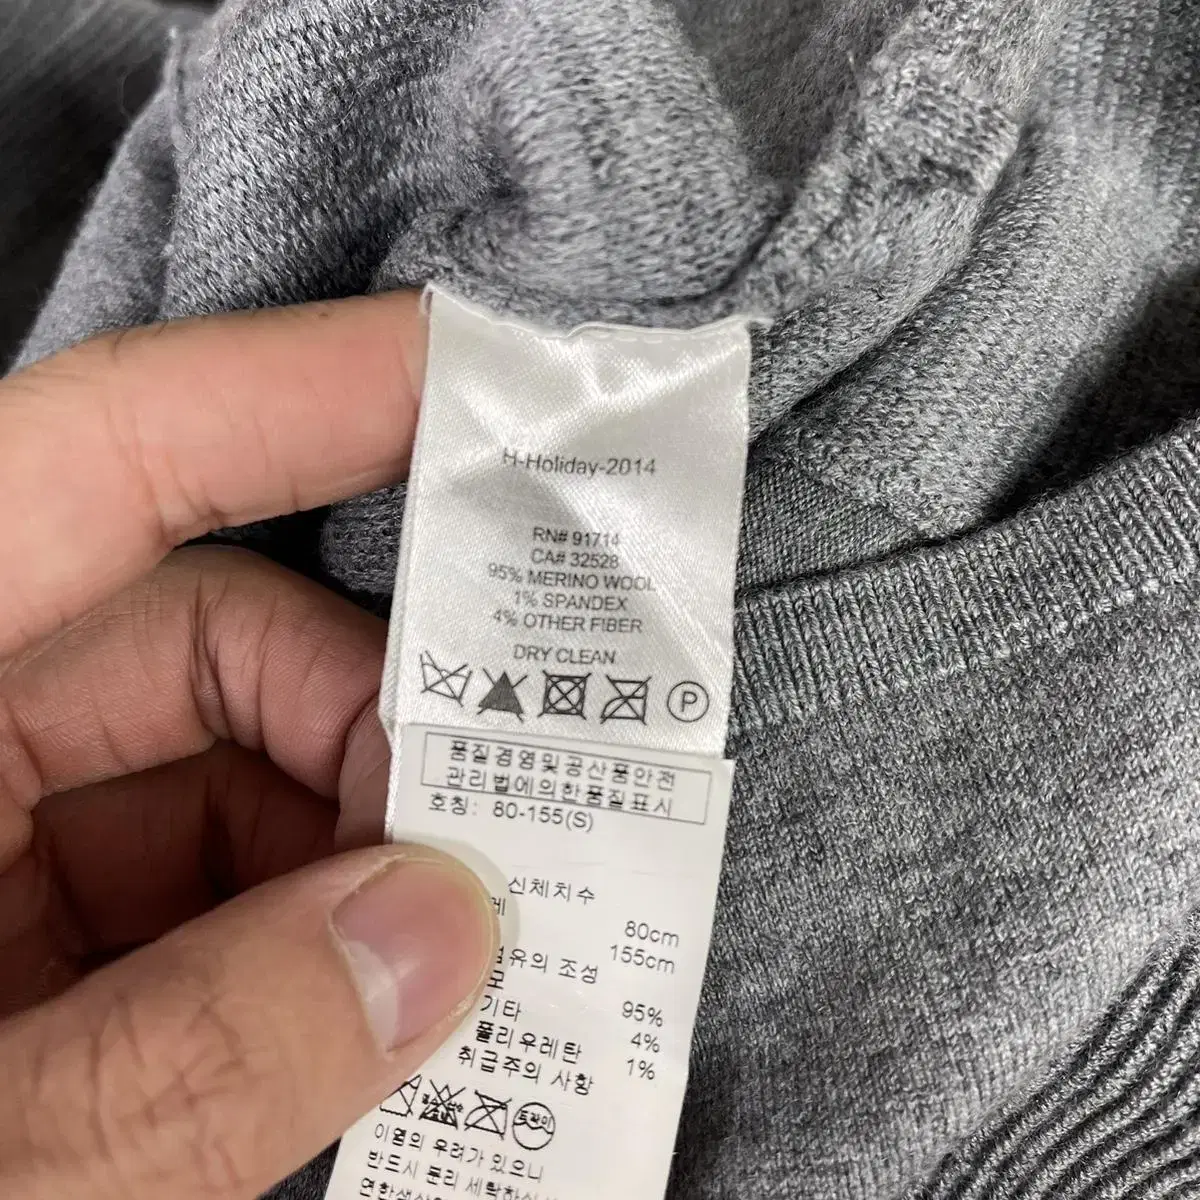 H-Holiday-2014
RN# 91714
CA# 32528
95% MERINO WOOL
1% SPANDEX
4% OTHER FIBER
DRY CLEAN
P
품질경영및공산품안전
관리법에의한품질표시
호칭: 80-155(S)
신체치수
레 80cm
155cm
유의 조성
모 95%
기타 4%
폴리우레탄 1%
취급주의 사항
드라이
이염의 우려가 있으니
반드시 분리 세탁하십